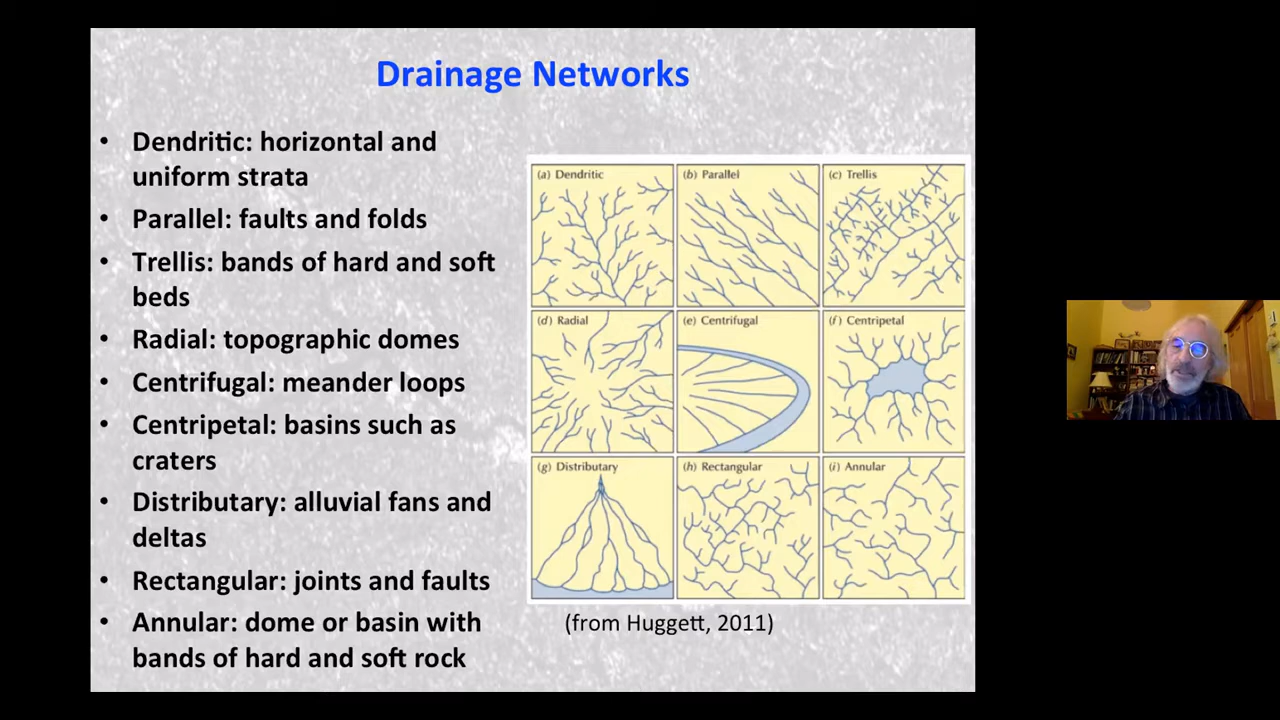 Drainage Networks
• Dendritic: horizontal and
uniform strata
• Parallel: faults and folds
• Trellis: bands of hard and soft
beds
• Radial: topographic domes
• Centrifugal: meander loops
• Centripetal: basins such as
craters
• Distributary: alluvial fans and
deltas
• Rectangular: joints and faults
• Annular: dome or basin with
bands of hard and soft rock
(a) Dendritic
(b) Parallel
(c) Trellis
(d) Radial
(e) Centrifugal
(f) Centripetal
(g) Distributary
(h) Rectangular
(i) Annular
(from Huggett, 2011)